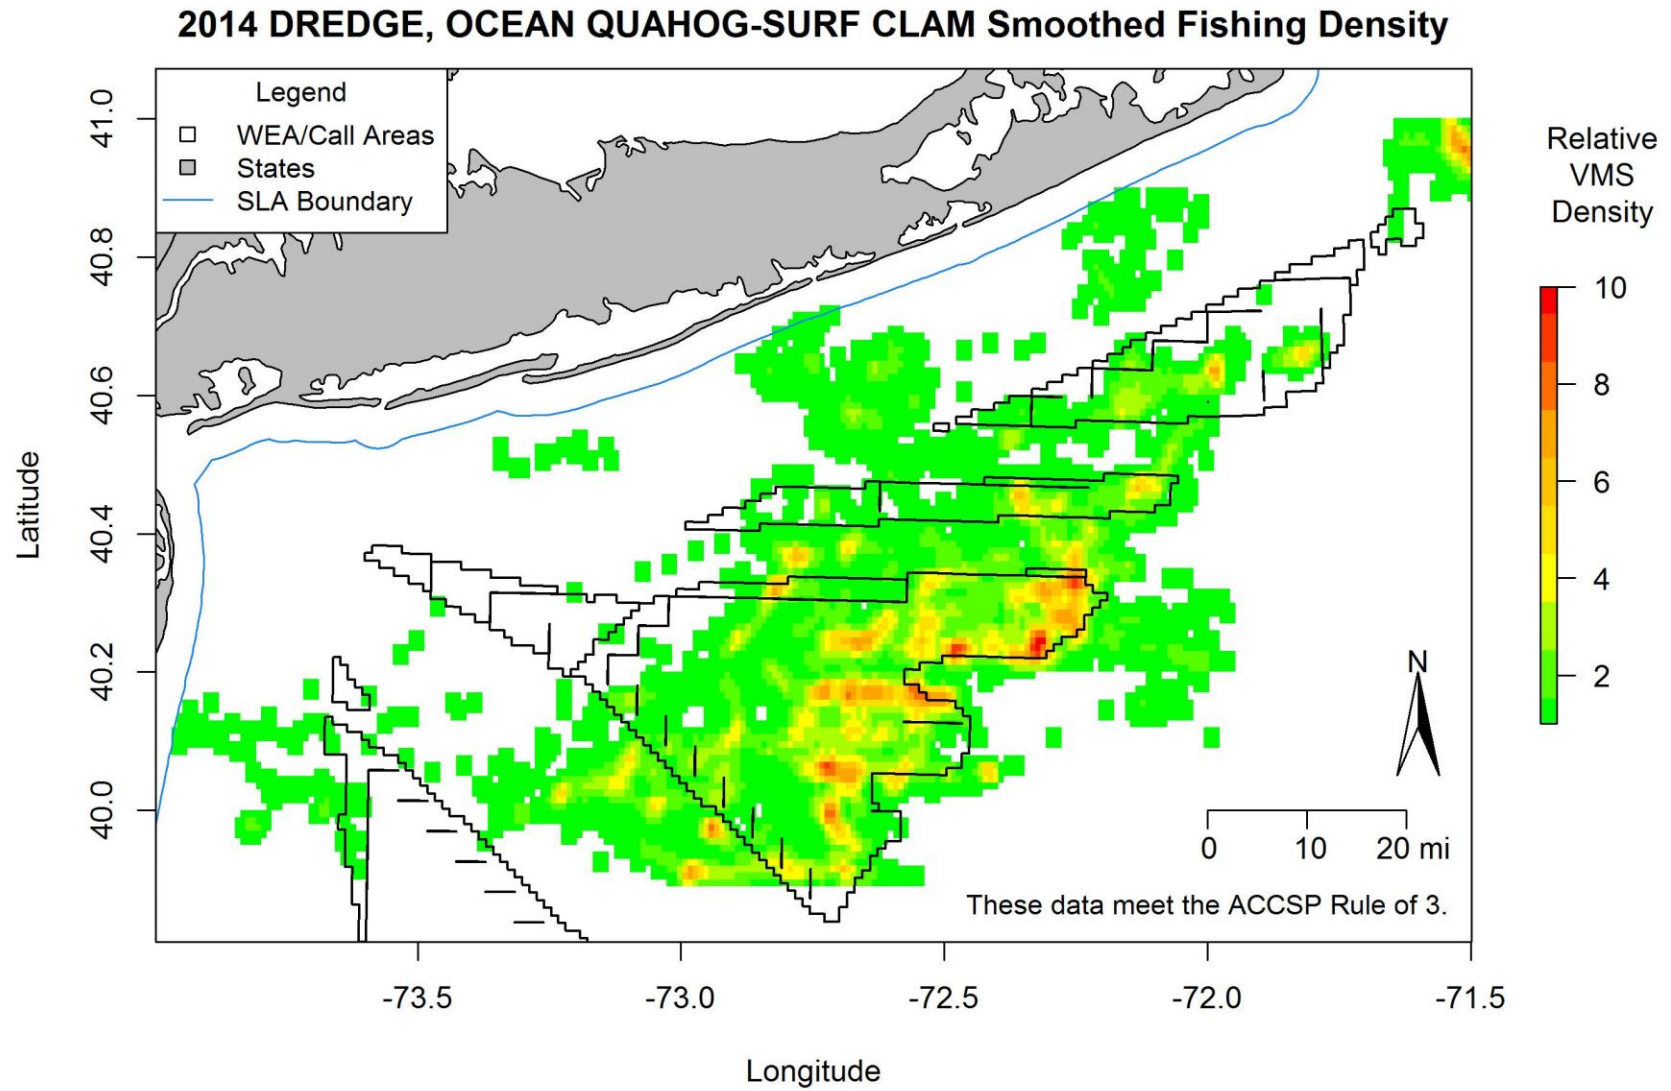 2014 DREDGE, OCEAN QUAHOG-SURF CLAM Smoothed Fishing Density
Legend
WEA/Call Areas
States
SLA Boundary
Latitude
41.0
40.8
40.6
40.4
40.2
40.0
Relative
VMS
Density
10
8
6
4
2
N
0 10 20 mi
These data meet the ACCSP Rule of 3.
-73.5 -73.0 -72.5 -72.0 -71.5
Longitude